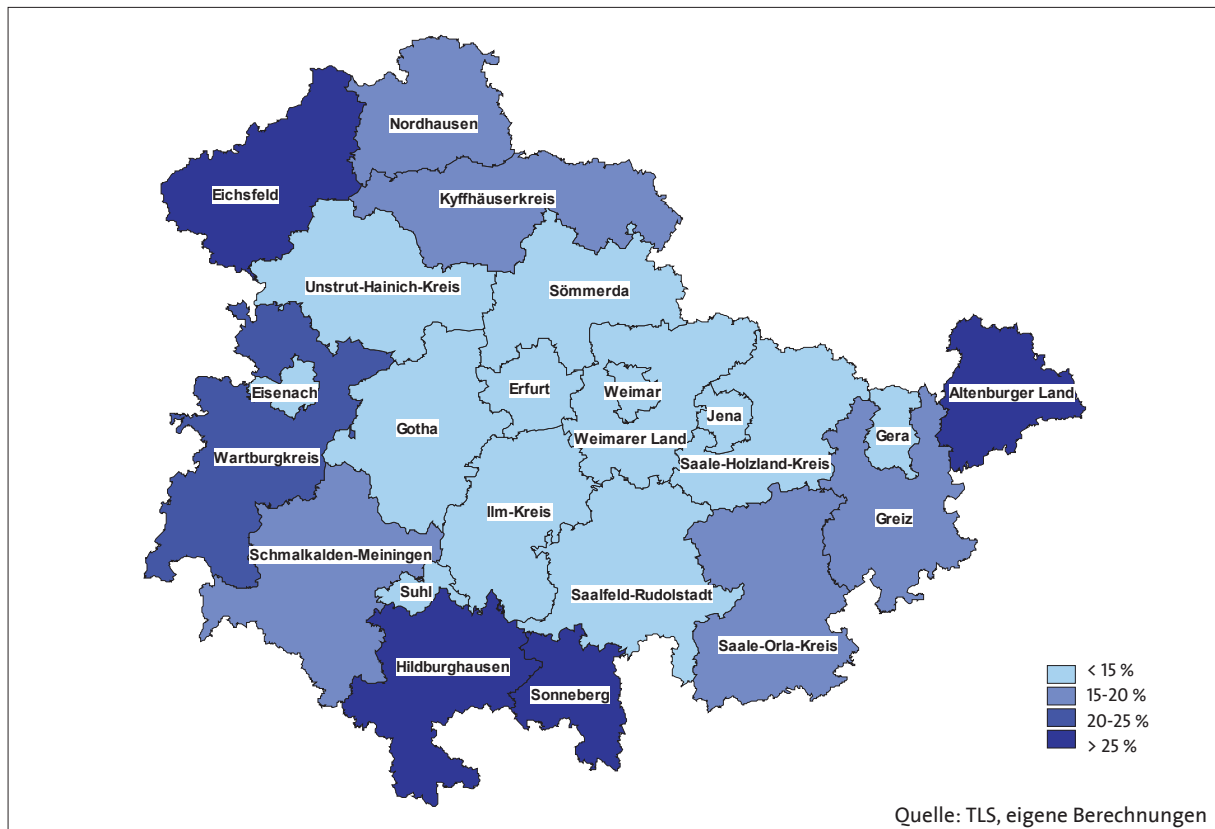 Nordhausen
Eichsfeld
Kyffhäuserkreis
Unstrut-Hainich-Kreis
Sömmerda
Eisenach
Erfurt
Weimar
Altenburger Land
Jena
Gotha
Weimarer Land
Gera
Wartburgkreis
Saale-Holzland-Kreis
Ilm-Kreis
Greiz
Schmalkalden-Meiningen
Suhl
Saalfeld-Rudolstadt
Saale-Orla-Kreis
Hildburghausen
Sonneberg
< 15 %
15-20 %
20-25 %
> 25 %
Quelle: TLS, eigene Berechnungen